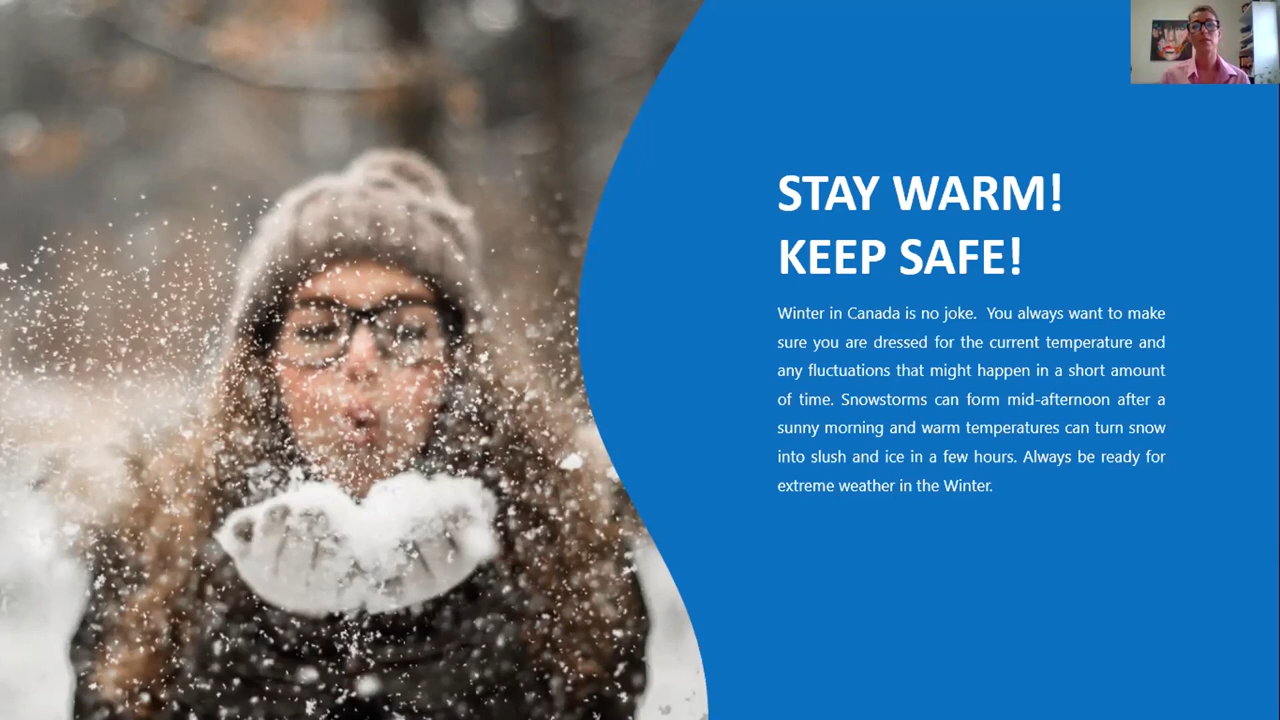 STAY WARM!
KEEP SAFE!
Winter in Canada is no joke.  You always want to make
sure you are dressed for the current temperature and
any fluctuations that might happen in a short amount
of time. Snowstorms can form mid-afternoon after a
sunny morning and warm temperatures can turn snow
into slush and ice in a few hours. Always be ready for
extreme weather in the Winter.